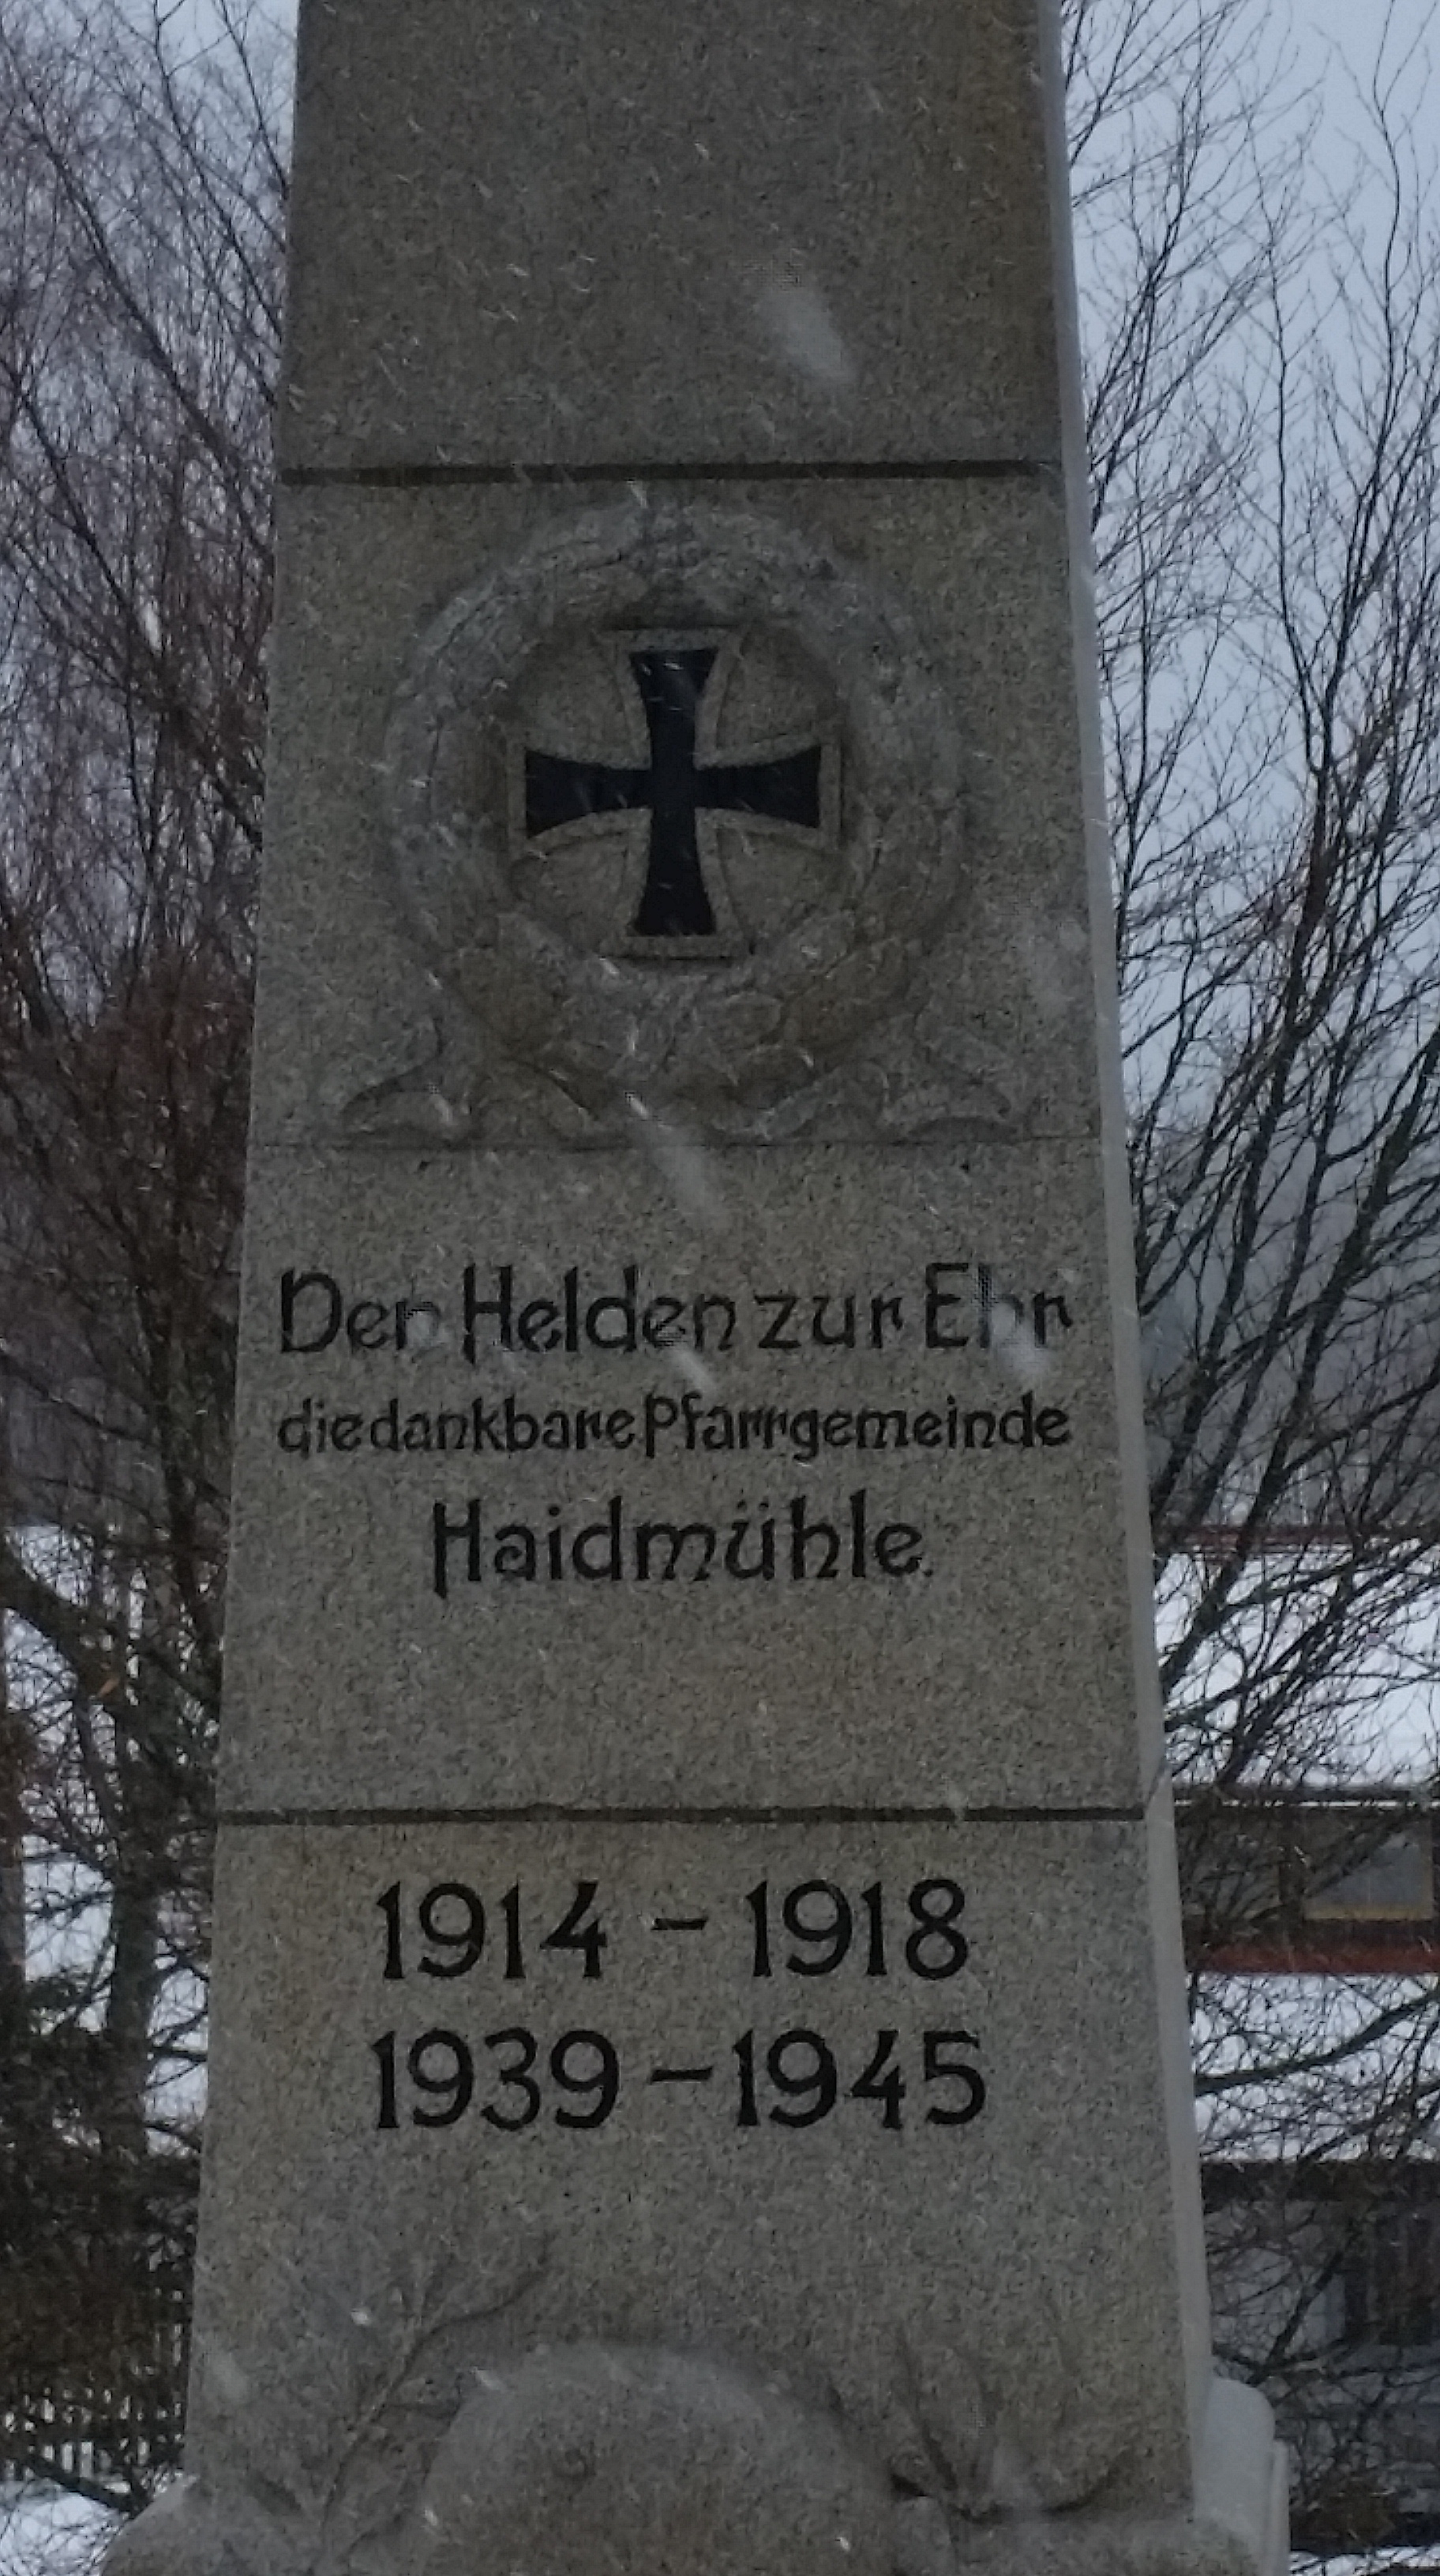 Den Helden zur Ehr
die dankbare Pfarrgemeinde
Haidmühle.
1914 - 1918
1939 - 1945